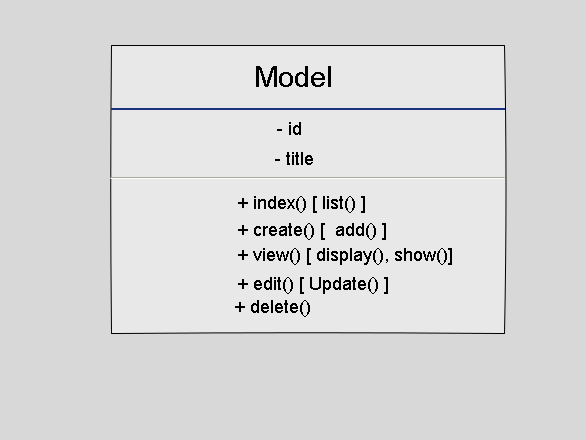 Model
- id
- title
+ index() [ list() ]
+ create() [ add() ]
+ view() [ display(), show()]
+ edit() [ Update() ]
+ delete()